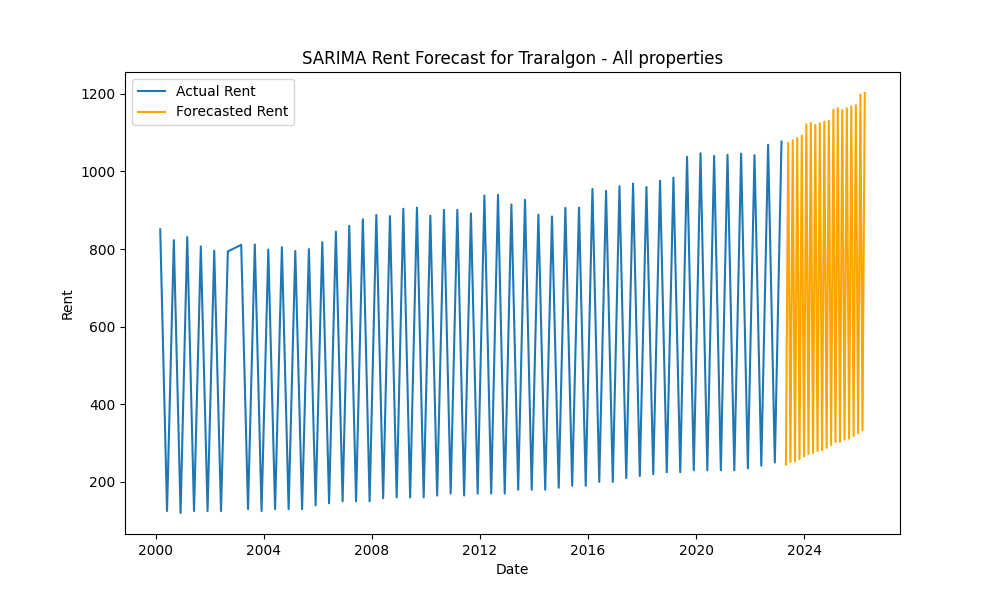 SARIMA Rent Forecast for Traralgon - All properties
Actual Rent
Forecasted Rent
1200
1000
800
600
400
200
Rent
2000 2004 2008 2012 2016 2020 2024
Date